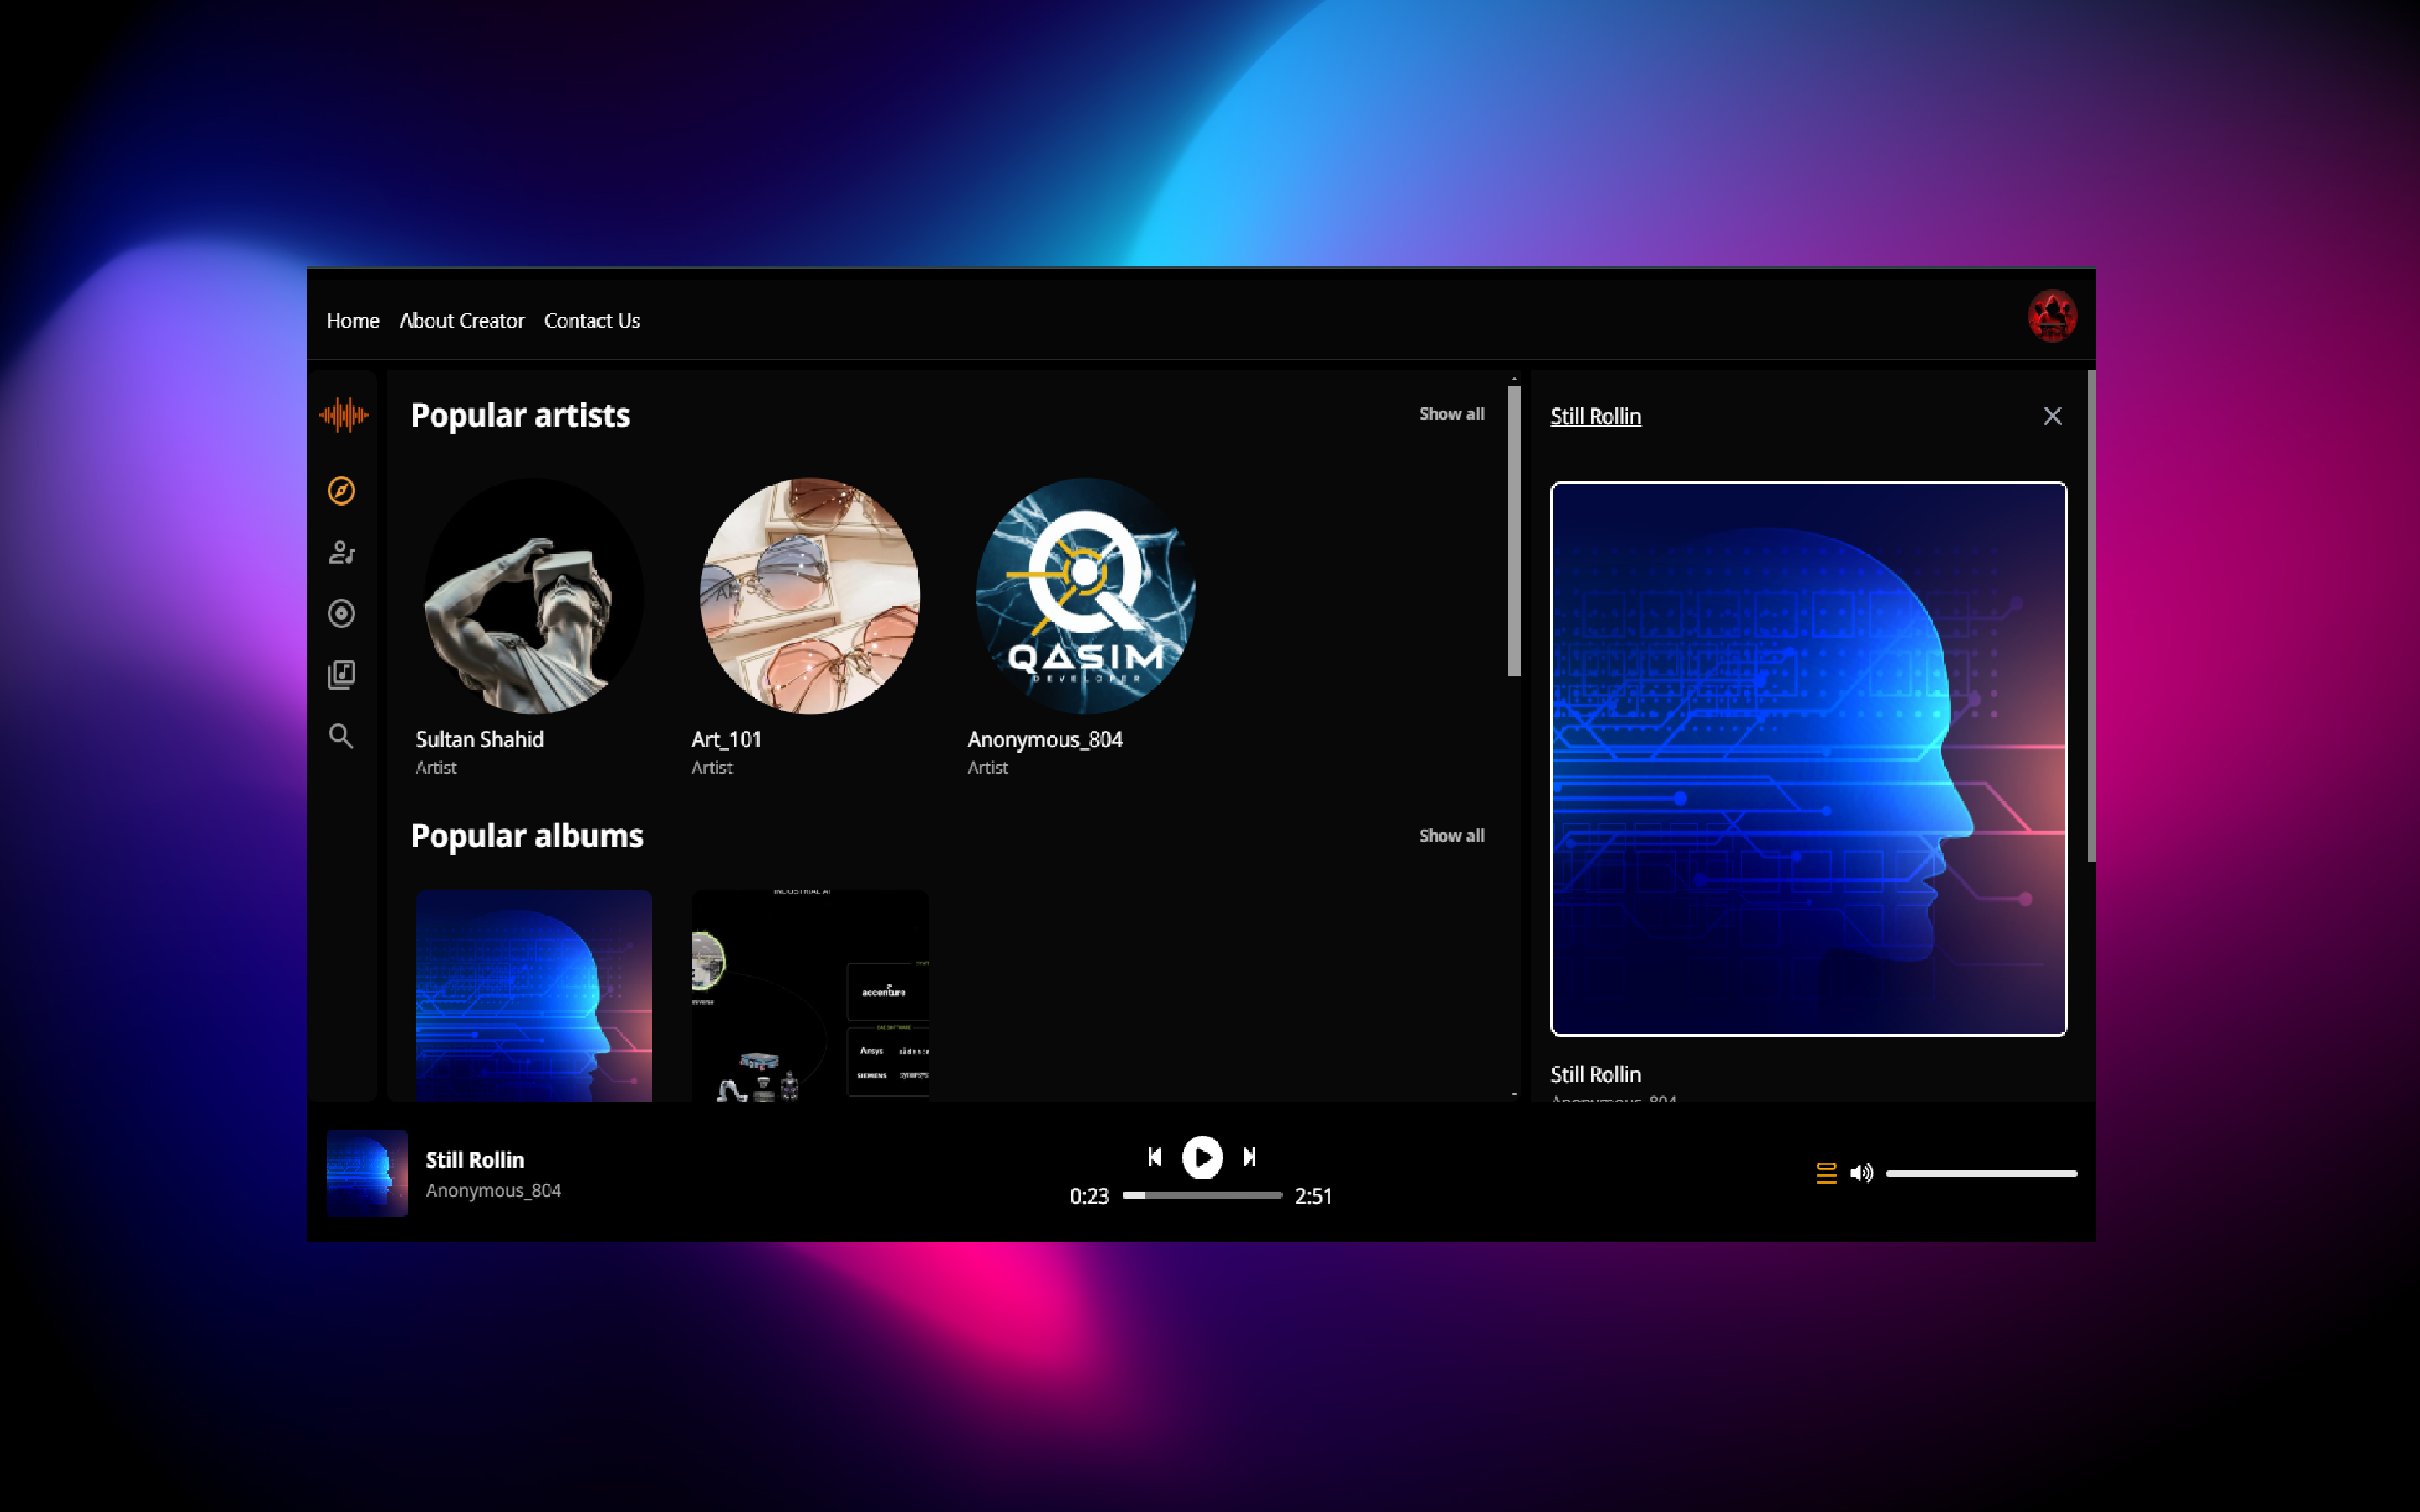 Home About Creator Contact Us
Popular artists
Show all
QASIM
DEVELOPER
Sultan Shahid
Artist
Art_101
Artist
Anonymous_804
Artist
Popular albums
Show all
INDUSTRIAL AI
accenture
Ansys
SIEMENS
Still Rollin
Still Rollin
Anonymous_804
Still Rollin
Anonymous_804
0:23
2:51